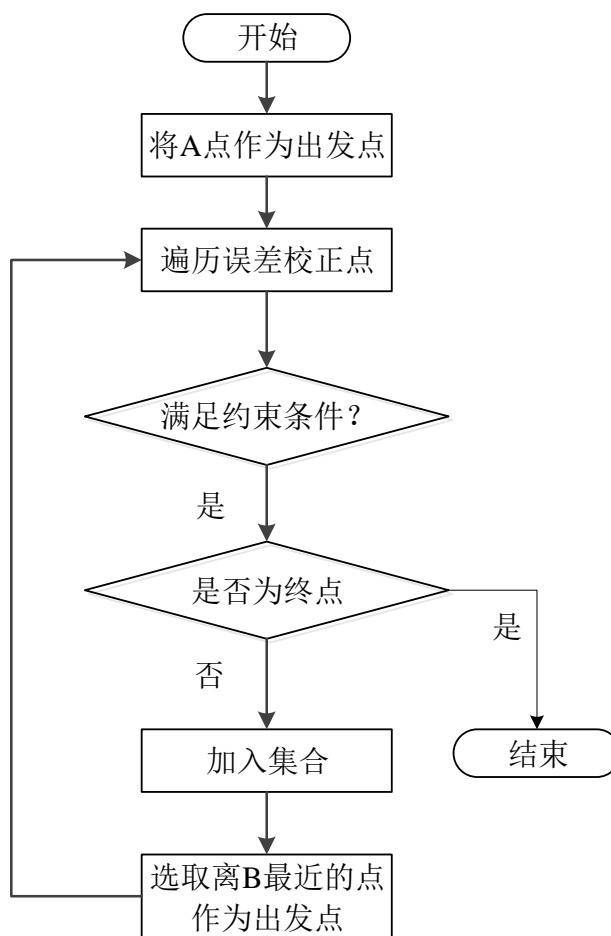 开始
将A点作为出发点
遍历误差校正点
满足约束条件？
是
是否为终点
是
否
加入集合
结束
选取离B最近的点
作为出发点